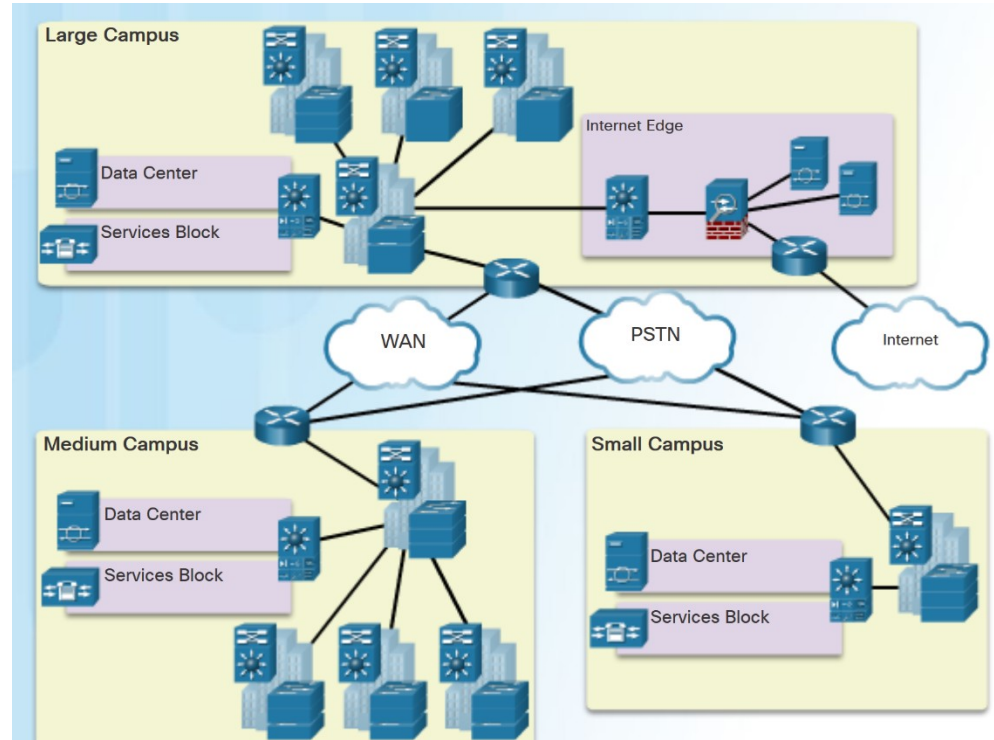 Large Campus
Internet Edge
Data Center
Services Block
WAN
PSTN
Internet
Medium Campus
Small Campus
Data Center
Services Block
Data Center
Services Block